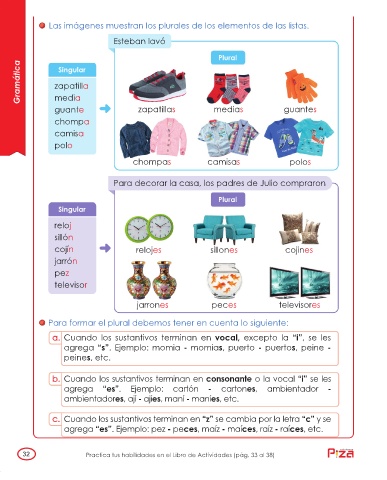 Las imágenes muestran los plurales de los elementos de las listas.
Esteban lavó
Gramática
Singular
zapatilla
media
guante
chompa
camisa
polo
Plural
zapatillas medias guantes
chompas camisas polos
Para decorar la casa, los padres de Julio compraron
Singular
reloj
sillón
cojín
jarrón
pez
televisor
Plural
relojes sillones cojines
jarrones peces televisores
Para formar el plural debemos tener en cuenta lo siguiente:
a. Cuando los sustantivos terminan en vocal, excepto la “i”, se les
agrega “s”. Ejemplo: momia - momias, puerto - puertos, peine -
peines, etc.
b. Cuando los sustantivos terminan en consonante o la vocal “i” se les
agrega “es”. Ejemplo: cartón - cartones, ambientador -
ambientadores, ají - ajíes, maní - maníes, etc.
c. Cuando los sustantivos terminan en “z” se cambia por la letra “c” y se
agrega “es”. Ejemplo: pez - peces, maíz - maíces, raíz - raíces, etc.
32 Practica tus habilidades en el Libro de Actividades (pág. 33 al 38)